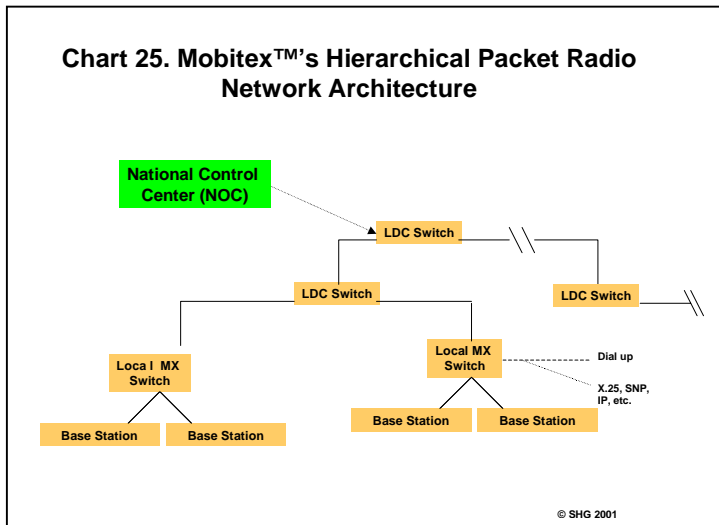 Chart 25. Mobitex™'s Hierarchical Packet Radio
Network Architecture
National Control
Center (NOC)
LDC Switch
LDC Switch
LDC Switch
Loca l  MX
Switch
Local MX
Switch
Dial up
X.25, SNP,
IP, etc.
Base Station
Base Station
Base Station
Base Station
© SHG 2001